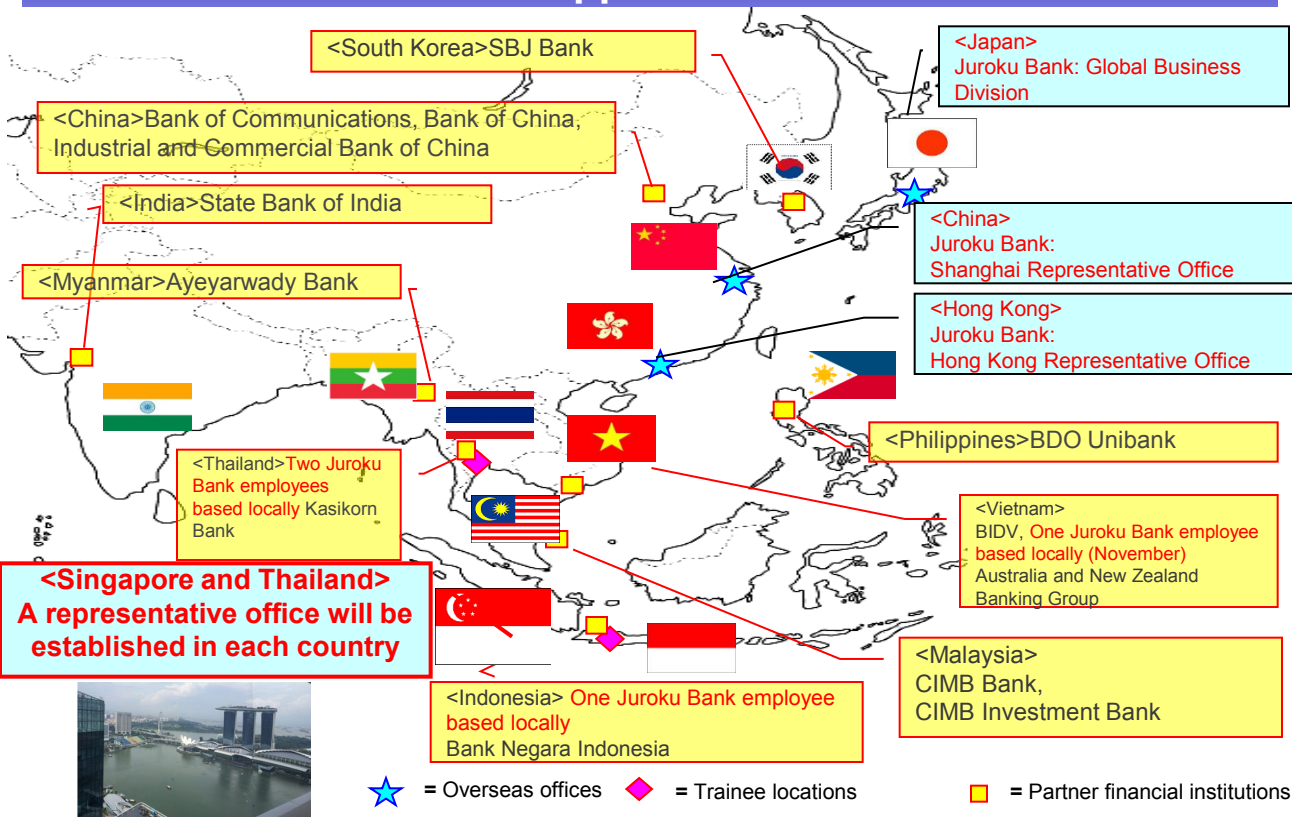 <South Korea>SBJ Bank
<Japan>
Juroku Bank: Global Business
Division
<China>Bank of Communications, Bank of China,
Industrial and Commercial Bank of China
<India>State Bank of India
<China>
Juroku Bank:
Shanghai Representative Office
<Myanmar>Ayeyarwady Bank
<Hong Kong>
Juroku Bank:
Hong Kong Representative Office
<Philippines>BDO Unibank
<Thailand>Two Juroku
Bank employees
based locally Kasikorn
Bank
<Vietnam>
BIDV, One Juroku Bank employee
based locally (November)
Australia and New Zealand
Banking Group
<Singapore and Thailand>
A representative office will be
established in each country
<Malaysia>
CIMB Bank,
CIMB Investment Bank
<Indonesia> One Juroku Bank employee
based locally
Bank Negara Indonesia
= Overseas offices
= Trainee locations
= Partner financial institutions